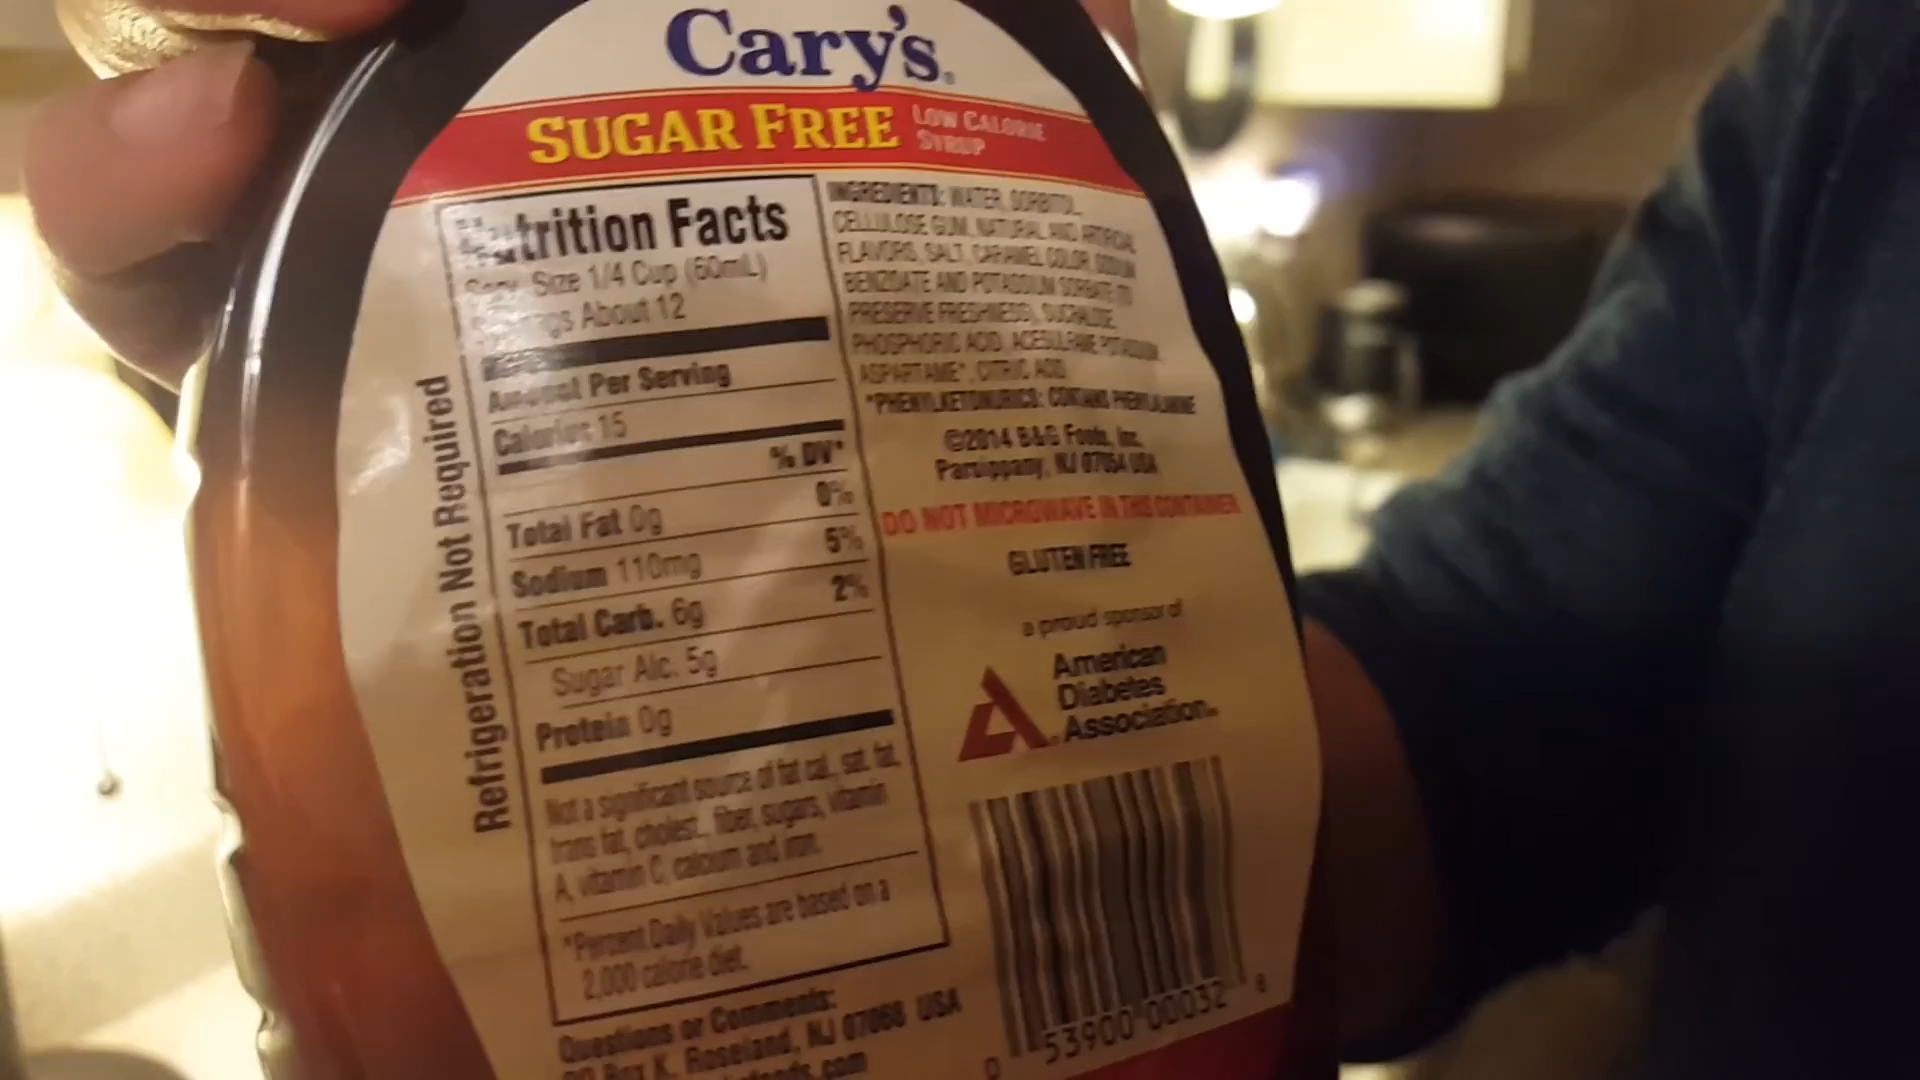 Cary's®
SUGAR FREE
LOW CALORIE
SYRUP
Nutrition Facts
Size 1/4 Cup (60mL)
About 12
Amount Per Serving
Calories 15
% DV*
Total Fat 0g 0%
Sodium 110mg 5%
Total Carb. 6g 2%
Sugar Alc. 5g
Protein 0g
Not a significant source of fat cal., sat. fat,
trans fat, cholest., fiber, sugars, vitamin
A, vitamin C, calcium and iron.
*Percent Daily Values are based on a
2,000 calorie diet.
Refrigeration Not Required
Questions or Comments:
PO Box K, Roseland, NJ 07068 USA
INGREDIENTS: WATER, SORBITOL,
CELLULOSE GUM, NATURAL AND ARTIFICIAL
FLAVORS, SALT, CARAMEL COLOR, SODIUM
BENZOATE AND POTASSIUM SORBATE (TO
PRESERVE FRESHNESS), SUCRALOSE,
PHOSPHORIC ACID, ACESULFAME POTASSIUM,
ASPARTAME*, CITRIC ACID
*PHENYLKETONURICS: CONTAINS PHENYLALANINE
©2014 B&G Foods, Inc.
Parsippany, NJ 07054 USA
DO NOT MICROWAVE IN THIS CONTAINER
GLUTEN FREE
a proud sponsor of
American
Diabetes
Association®
0 53900 00032 8